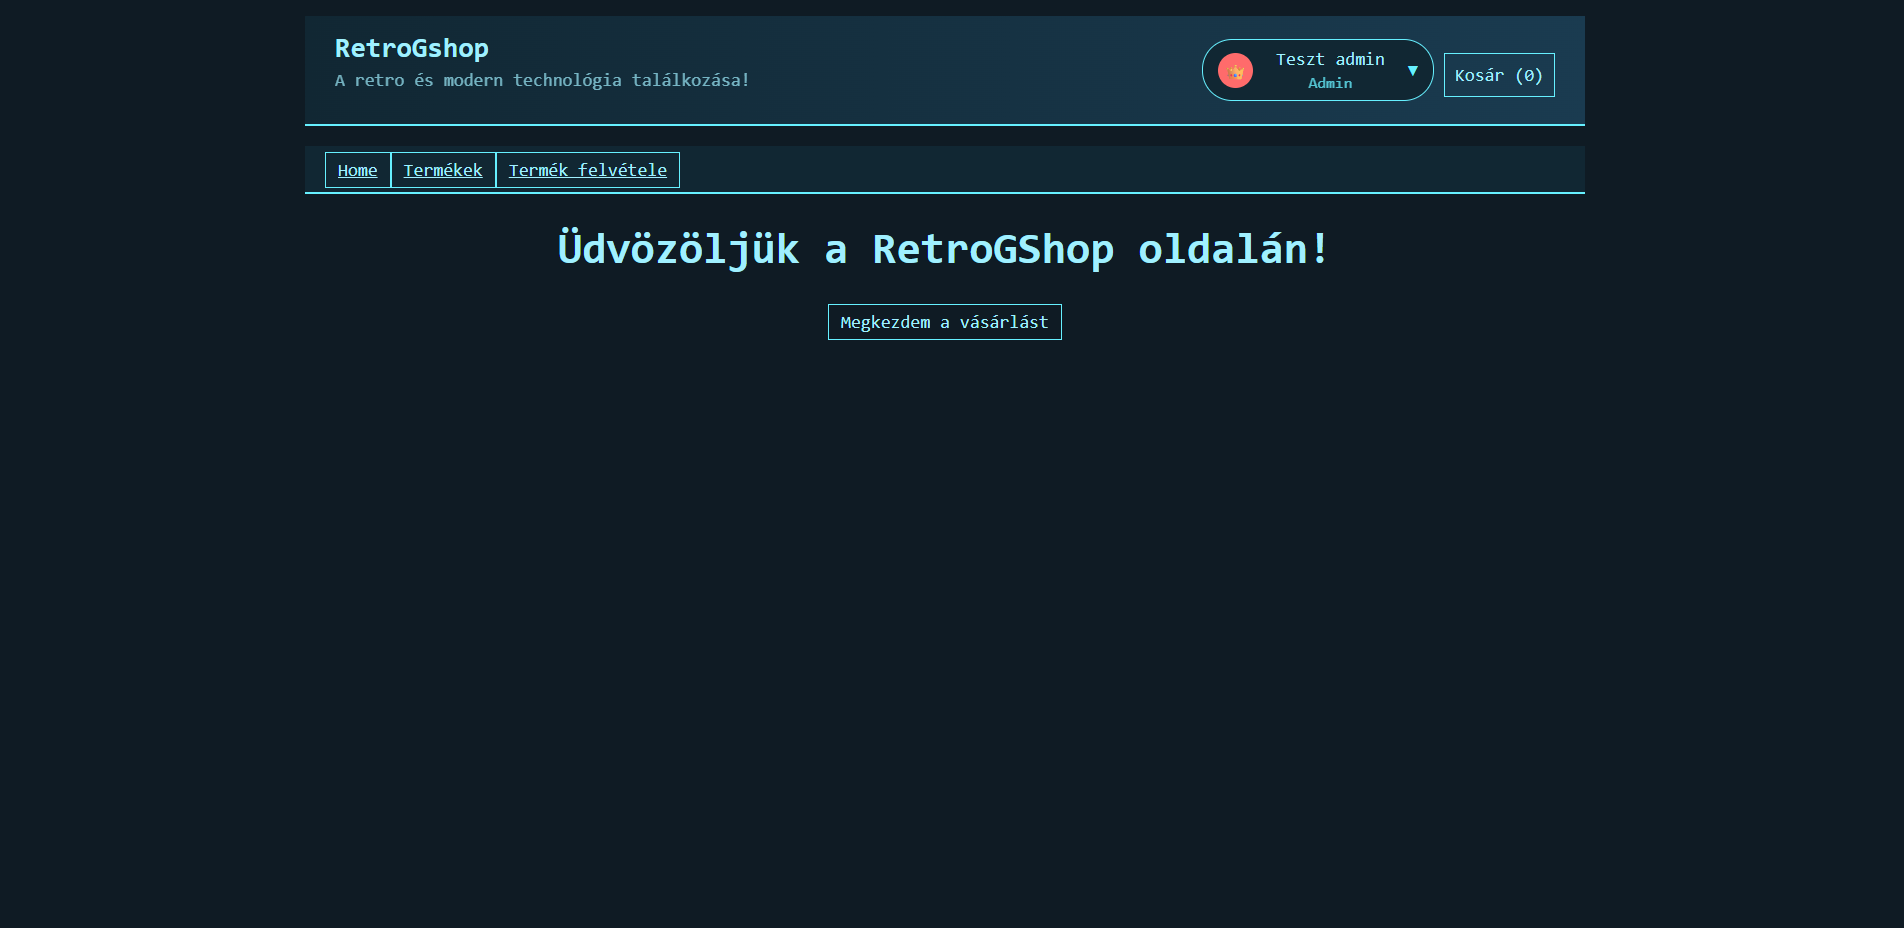 RetroGshop
A retro és modern technológia találkozása!
Teszt admin
Admin
▼
Kosár (0)
Home
Termékek
Termék felvétele
Üdvözöljük a RetroGShop oldalán!
Megkezdem a vásárlást